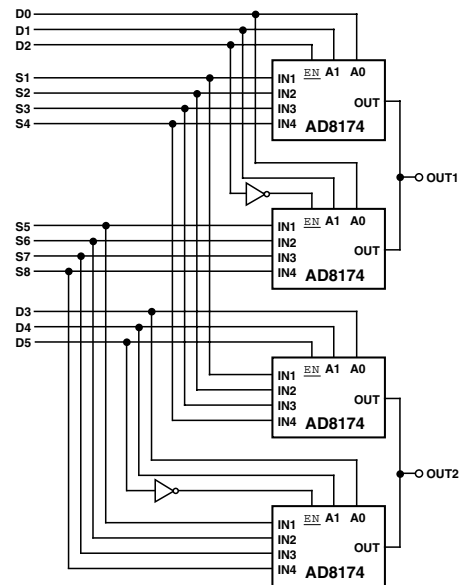 D0
D1
D2
EN A1 A0
S1
S2
S3
S4
IN1
IN2
IN3
IN4
OUT
AD8174
OUT1
EN A1 A0
S5
S6
S7
S8
IN1
IN2
IN3
IN4
OUT
AD8174
D3
D4
D5
EN A1 A0
IN1
IN2
IN3
IN4
OUT
AD8174
OUT2
EN A1 A0
IN1
IN2
IN3
IN4
OUT
AD8174